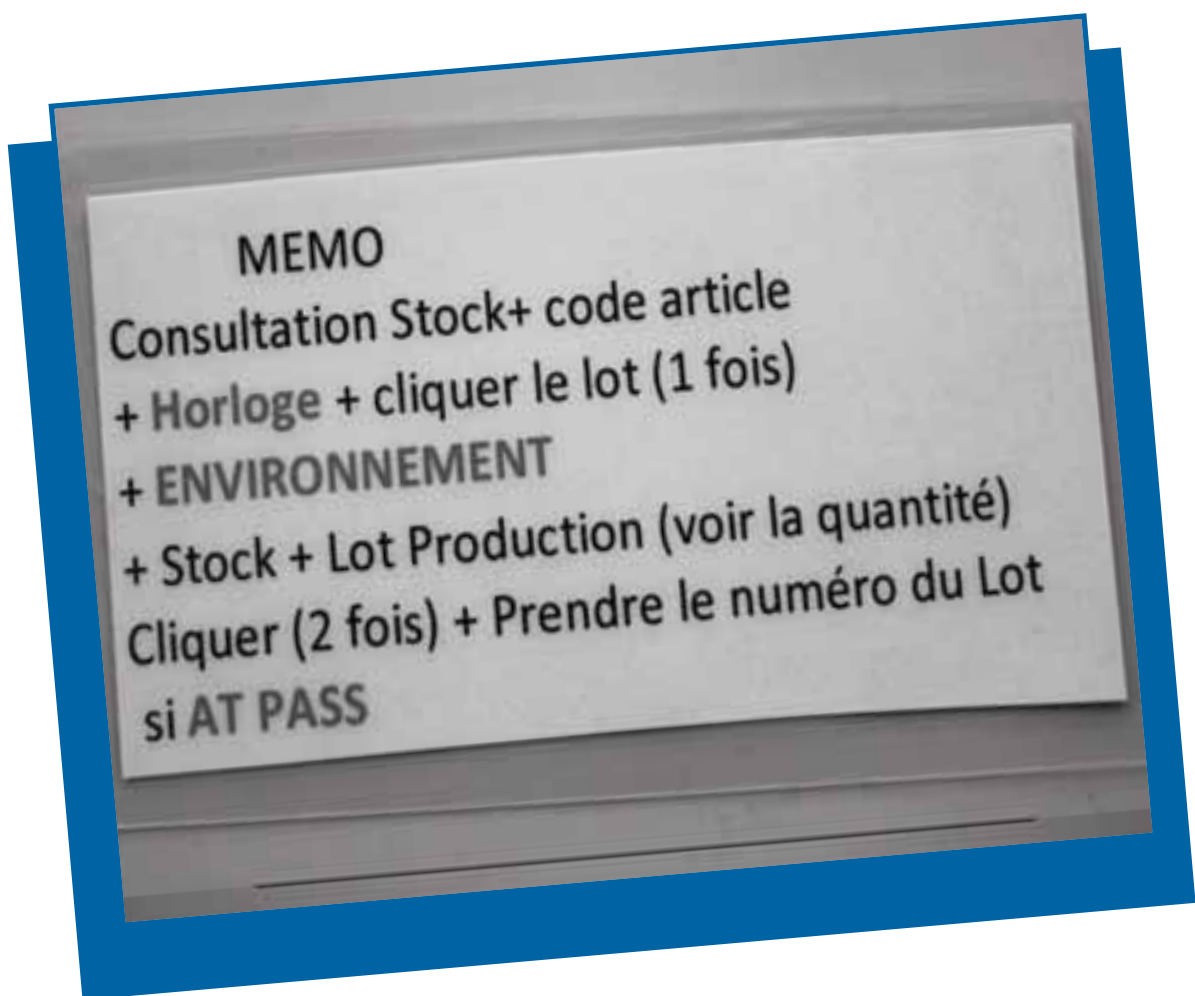 MEMO
Consultation Stock+ code article
+ Horloge + cliquer le lot (1 fois)
+ ENVIRONNEMENT
+ Stock + Lot Production (voir la quantité)
Cliquer (2 fois) + Prendre le numéro du Lot
si AT PASS